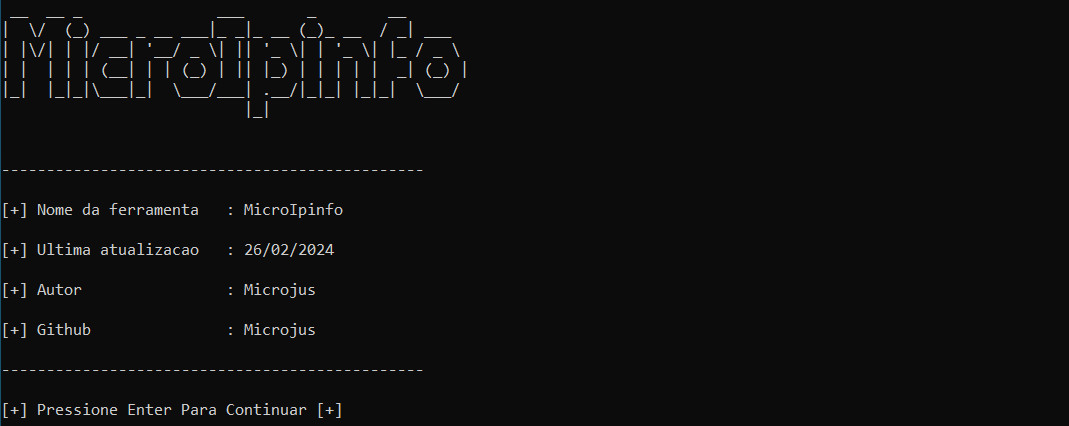 MicroIpinfo
----------------------------------------------- 
[+] Nome da ferramenta   : MicroIpinfo
[+] Ultima atualizacao   : 26/02/2024
[+] Autor                : Microjus
[+] Github               : Microjus
-----------------------------------------------
[+] Pressione Enter Para Continuar [+]